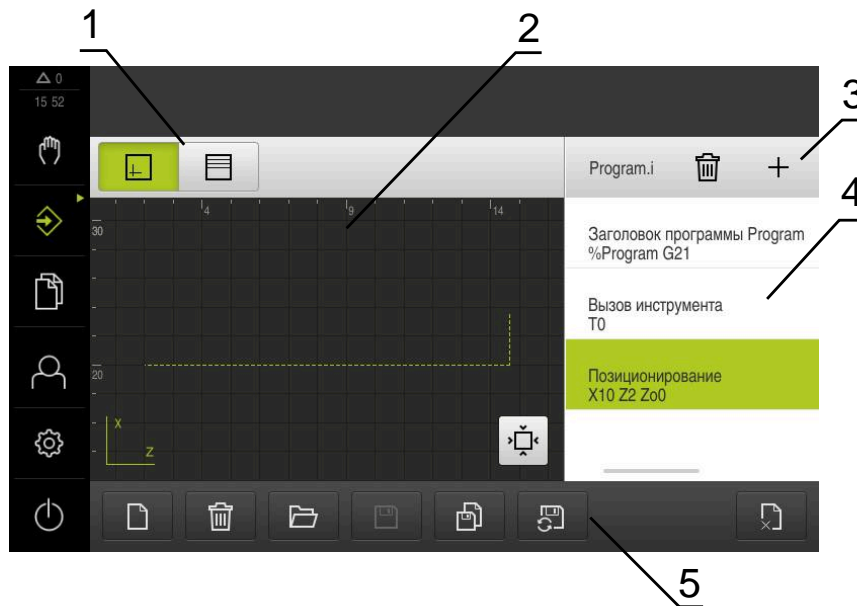 1
2
3
4
5
0
15 52
Program.i
4
9
14
30
20
X
Z
Заголовок программы Program
%Program G21
Вызов инструмента
T0
Позиционирование
X10 Z2 Zo0